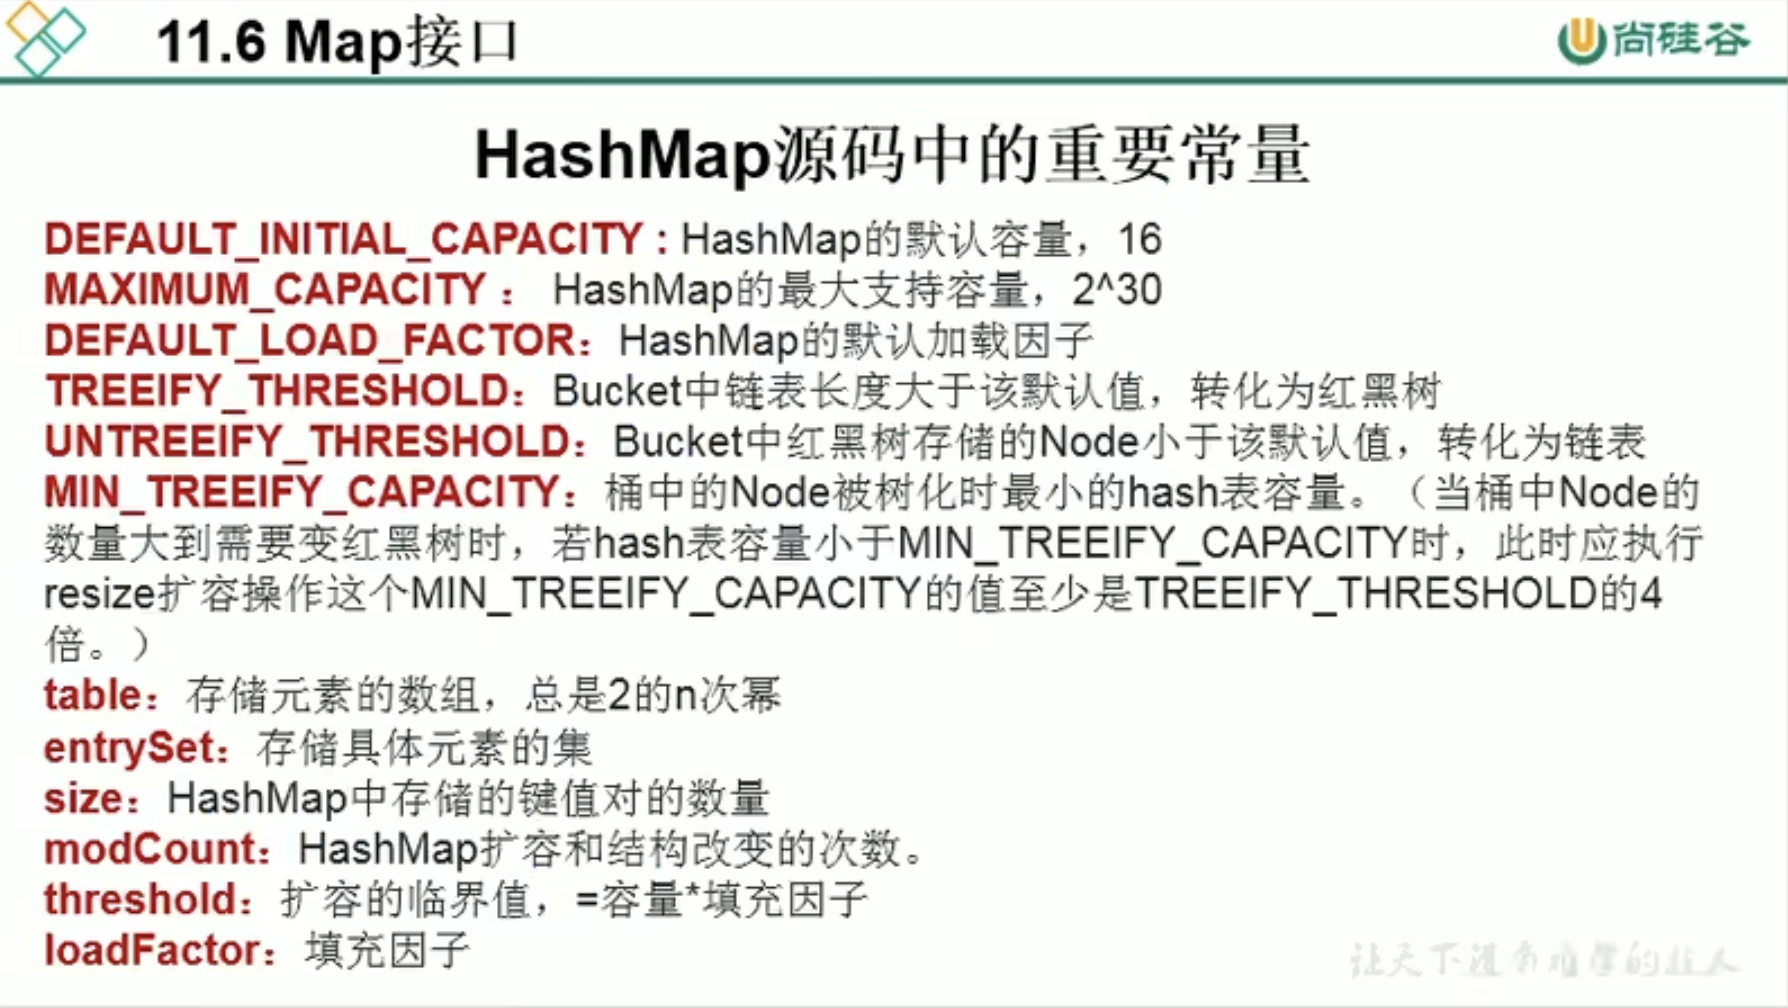 11.6 Map接口
尚硅谷
HashMap源码中的重要常量
DEFAULT_INITIAL_CAPACITY : HashMap的默认容量，16
MAXIMUM_CAPACITY ： HashMap的最大支持容量，2^30
DEFAULT_LOAD_FACTOR：HashMap的默认加载因子
TREEIFY_THRESHOLD：Bucket中链表长度大于该默认值，转化为红黑树
UNTREEIFY_THRESHOLD：Bucket中红黑树存储的Node小于该默认值，转化为链表
MIN_TREEIFY_CAPACITY：桶中的Node被树化时最小的hash表容量。（当桶中Node的
数量大到需要变红黑树时，若hash表容量小于MIN_TREEIFY_CAPACITY时，此时应执行
resize扩容操作这个MIN_TREEIFY_CAPACITY的值至少是TREEIFY_THRESHOLD的4
倍。）
table：存储元素的数组，总是2的n次幂
entrySet：存储具体元素的集
size：HashMap中存储的键值对的数量
modCount：HashMap扩容和结构改变的次数。
threshold：扩容的临界值，=容量*填充因子
loadFactor：填充因子
让天下没有难学的技术